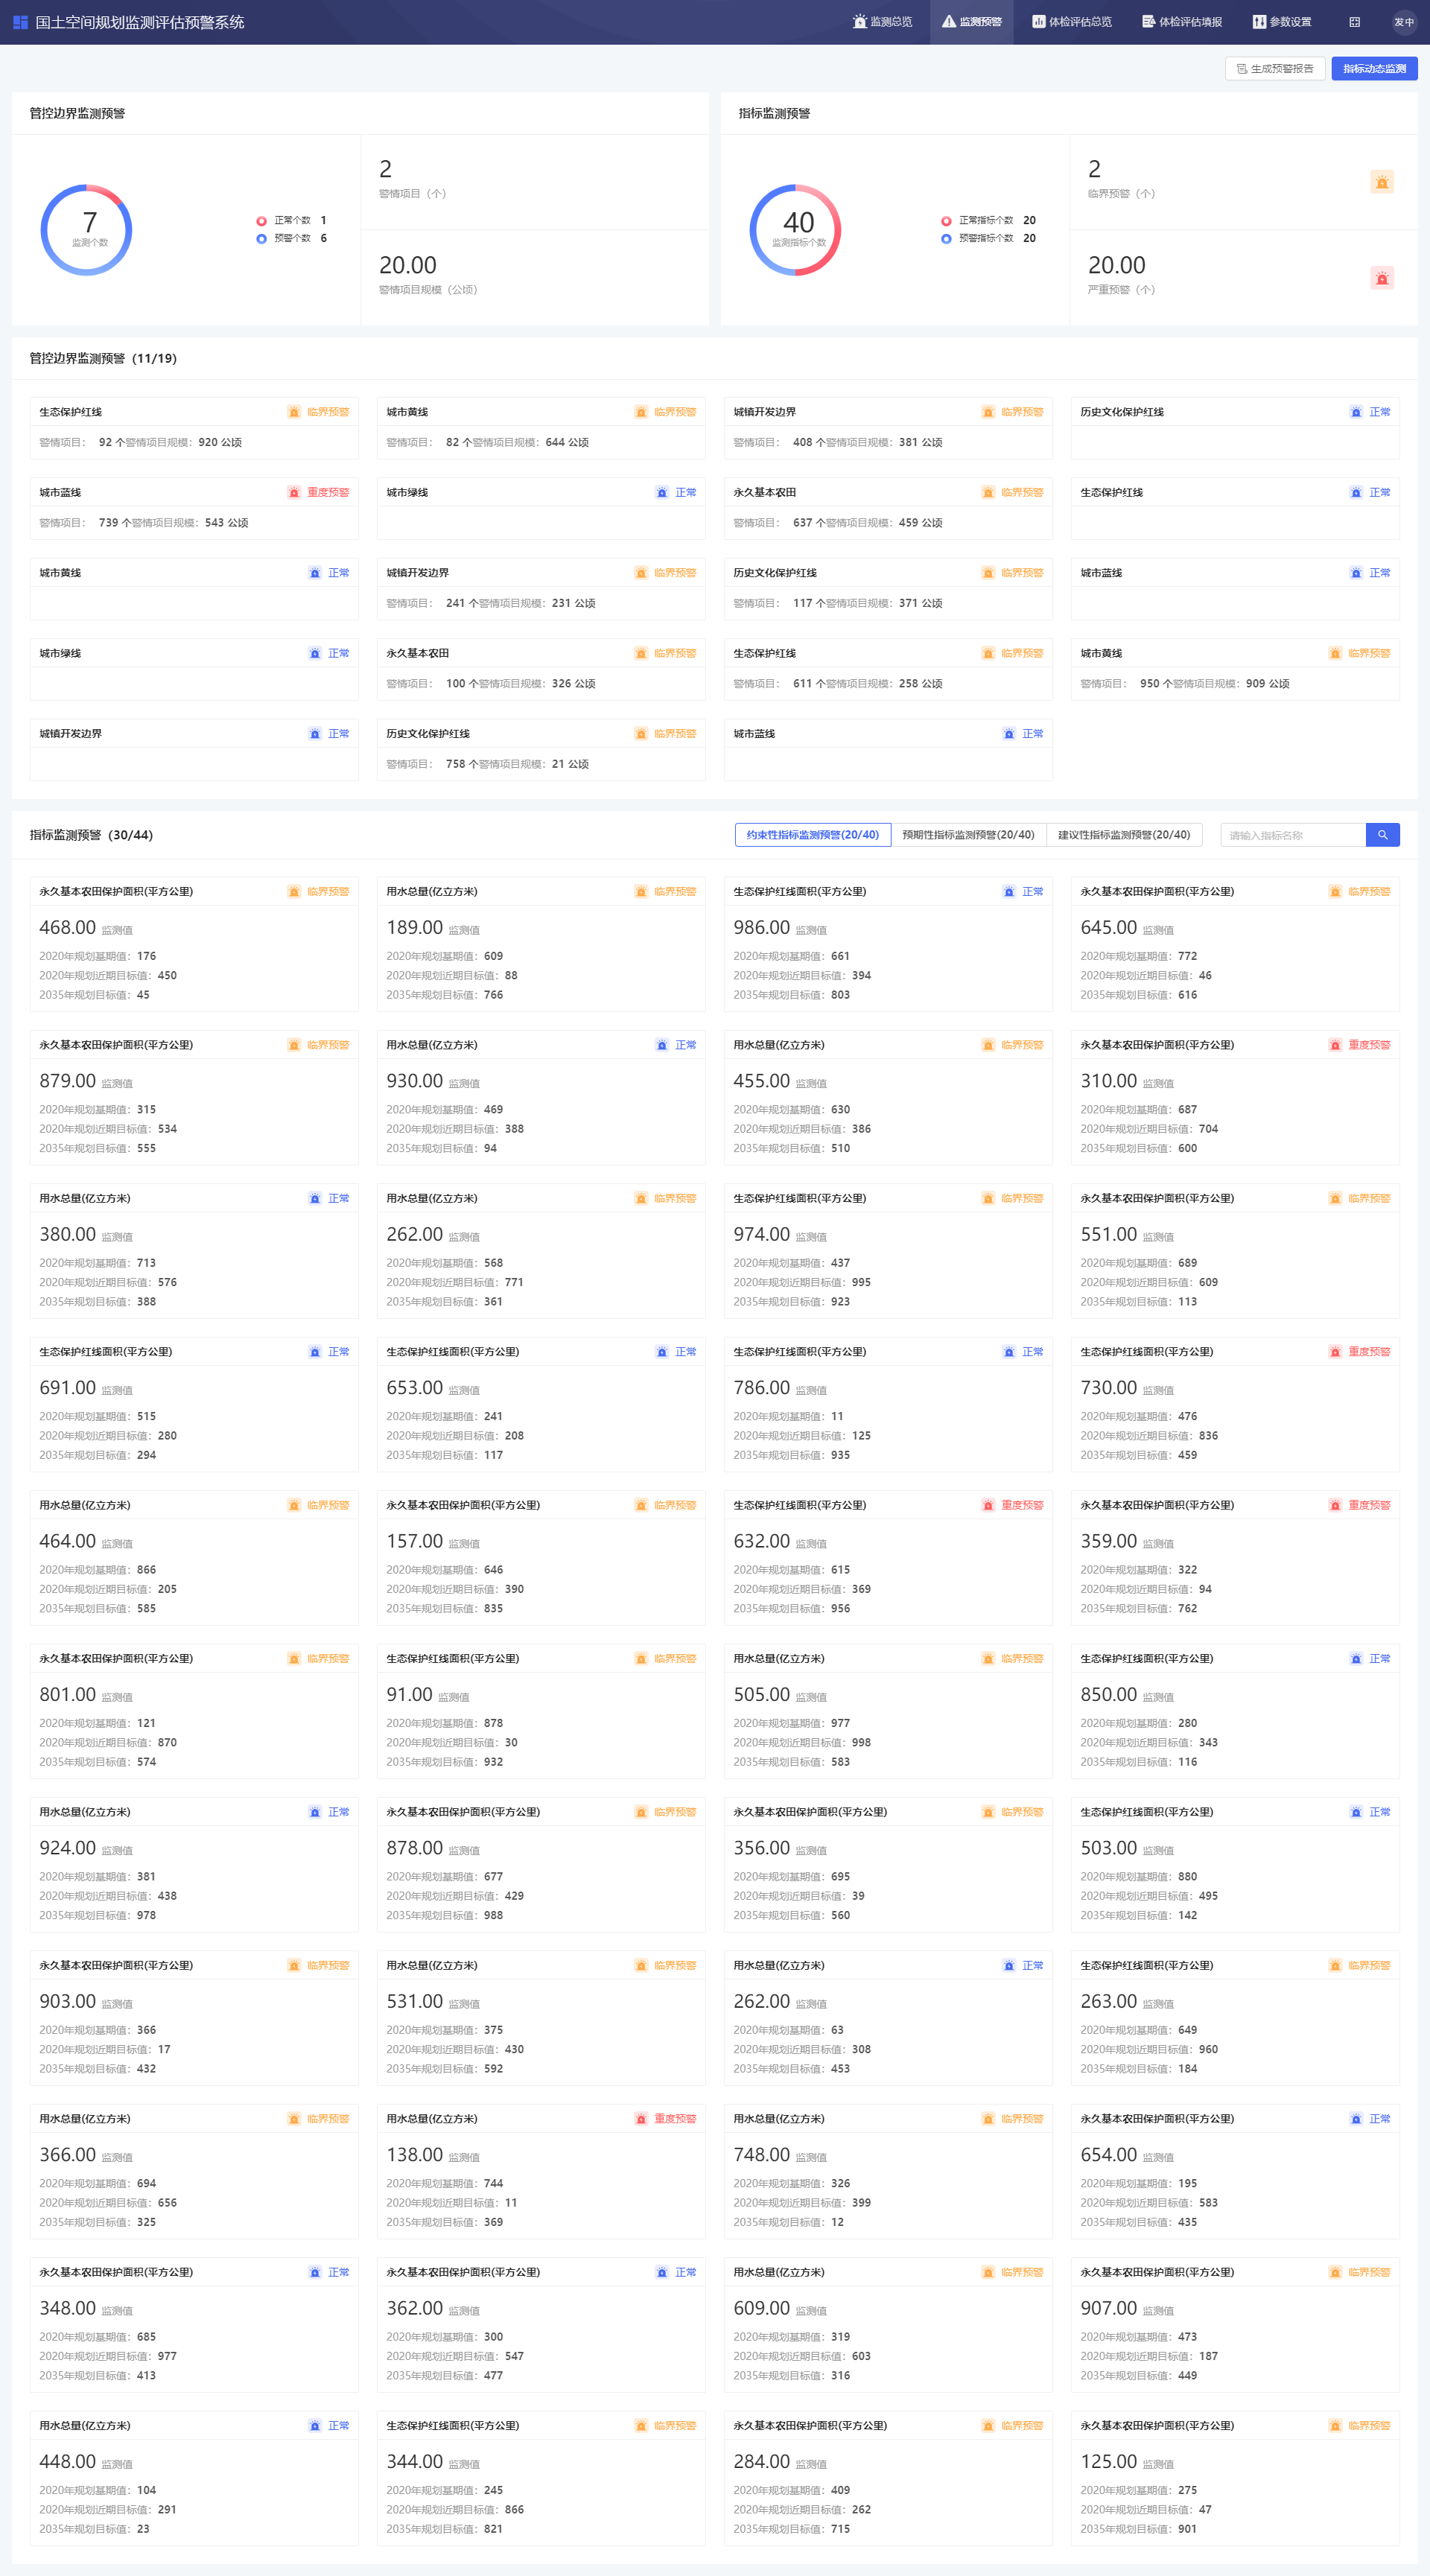 国土空间规划监测评估预警系统 监测总览 监测预警 体检评估总览 体检评估填报 参数设置 发中
生成预警报告 指标动态监测
管控边界监测预警
7
监测个数
正常个数 1
预警个数 6
2
警情项目（个）
20.00
警情项目规模（公顷）
指标监测预警
40
监测指标个数
正常指标个数 20
预警指标个数 20
2
临界预警（个）
20.00
严重预警（个）
管控边界监测预警（11/19）
生态保护红线 临界预警 城市黄线 临界预警 城镇开发边界 临界预警 历史文化保护红线 正常
警情项目： 92 个警情项目规模：920 公顷 警情项目： 82 个警情项目规模：644 公顷 警情项目： 408 个警情项目规模：381 公顷
城市蓝线 重度预警 城市绿线 正常 永久基本农田 临界预警 生态保护红线 正常
警情项目： 739 个警情项目规模：543 公顷 警情项目： 637 个警情项目规模：459 公顷
城市黄线 正常 城镇开发边界 临界预警 历史文化保护红线 临界预警 城市蓝线 正常
警情项目： 241 个警情项目规模：231 公顷 警情项目： 117 个警情项目规模：371 公顷
城市绿线 正常 永久基本农田 临界预警 生态保护红线 临界预警 城市黄线 临界预警
警情项目： 100 个警情项目规模：326 公顷 警情项目： 611 个警情项目规模：258 公顷 警情项目： 950 个警情项目规模：909 公顷
城镇开发边界 正常 历史文化保护红线 临界预警 城市蓝线 正常
警情项目： 758 个警情项目规模：21 公顷
指标监测预警（30/44） 约束性指标监测预警(20/40) 预期性指标监测预警(20/40) 建议性指标监测预警(20/40) 请输入指标名称
永久基本农田保护面积(平方公里) 临界预警 用水总量(亿立方米) 临界预警 生态保护红线面积(平方公里) 正常 永久基本农田保护面积(平方公里) 临界预警
468.00 监测值 189.00 监测值 986.00 监测值 645.00 监测值
2020年规划基期值：176 2020年规划基期值：609 2020年规划基期值：661 2020年规划基期值：772
2020年规划近期目标值：450 2020年规划近期目标值：88 2020年规划近期目标值：394 2020年规划近期目标值：46
2035年规划目标值：45 2035年规划目标值：766 2035年规划目标值：803 2035年规划目标值：616
永久基本农田保护面积(平方公里) 临界预警 用水总量(亿立方米) 正常 用水总量(亿立方米) 临界预警 永久基本农田保护面积(平方公里) 重度预警
879.00 监测值 930.00 监测值 455.00 监测值 310.00 监测值
2020年规划基期值：315 2020年规划基期值：469 2020年规划基期值：630 2020年规划基期值：687
2020年规划近期目标值：534 2020年规划近期目标值：388 2020年规划近期目标值：386 2020年规划近期目标值：704
2035年规划目标值：555 2035年规划目标值：94 2035年规划目标值：510 2035年规划目标值：600
用水总量(亿立方米) 正常 用水总量(亿立方米) 临界预警 生态保护红线面积(平方公里) 临界预警 永久基本农田保护面积(平方公里) 临界预警
380.00 监测值 262.00 监测值 974.00 监测值 551.00 监测值
2020年规划基期值：713 2020年规划基期值：568 2020年规划基期值：437 2020年规划基期值：689
2020年规划近期目标值：576 2020年规划近期目标值：771 2020年规划近期目标值：995 2020年规划近期目标值：609
2035年规划目标值：388 2035年规划目标值：361 2035年规划目标值：923 2035年规划目标值：113
生态保护红线面积(平方公里) 正常 生态保护红线面积(平方公里) 正常 生态保护红线面积(平方公里) 正常 生态保护红线面积(平方公里) 重度预警
691.00 监测值 653.00 监测值 786.00 监测值 730.00 监测值
2020年规划基期值：515 2020年规划基期值：241 2020年规划基期值：11 2020年规划基期值：476
2020年规划近期目标值：280 2020年规划近期目标值：208 2020年规划近期目标值：125 2020年规划近期目标值：836
2035年规划目标值：294 2035年规划目标值：117 2035年规划目标值：935 2035年规划目标值：459
用水总量(亿立方米) 临界预警 永久基本农田保护面积(平方公里) 临界预警 生态保护红线面积(平方公里) 重度预警 永久基本农田保护面积(平方公里) 重度预警
464.00 监测值 157.00 监测值 632.00 监测值 359.00 监测值
2020年规划基期值：866 2020年规划基期值：646 2020年规划基期值：615 2020年规划基期值：322
2020年规划近期目标值：205 2020年规划近期目标值：390 2020年规划近期目标值：369 2020年规划近期目标值：94
2035年规划目标值：585 2035年规划目标值：835 2035年规划目标值：956 2035年规划目标值：762
永久基本农田保护面积(平方公里) 临界预警 生态保护红线面积(平方公里) 临界预警 用水总量(亿立方米) 临界预警 生态保护红线面积(平方公里) 正常
801.00 监测值 91.00 监测值 505.00 监测值 850.00 监测值
2020年规划基期值：121 2020年规划基期值：878 2020年规划基期值：977 2020年规划基期值：280
2020年规划近期目标值：870 2020年规划近期目标值：30 2020年规划近期目标值：998 2020年规划近期目标值：343
2035年规划目标值：574 2035年规划目标值：932 2035年规划目标值：583 2035年规划目标值：116
用水总量(亿立方米) 正常 永久基本农田保护面积(平方公里) 临界预警 永久基本农田保护面积(平方公里) 临界预警 生态保护红线面积(平方公里) 正常
924.00 监测值 878.00 监测值 356.00 监测值 503.00 监测值
2020年规划基期值：381 2020年规划基期值：677 2020年规划基期值：695 2020年规划基期值：880
2020年规划近期目标值：438 2020年规划近期目标值：429 2020年规划近期目标值：39 2020年规划近期目标值：495
2035年规划目标值：978 2035年规划目标值：988 2035年规划目标值：560 2035年规划目标值：142
永久基本农田保护面积(平方公里) 临界预警 用水总量(亿立方米) 临界预警 用水总量(亿立方米) 正常 生态保护红线面积(平方公里) 临界预警
903.00 监测值 531.00 监测值 262.00 监测值 263.00 监测值
2020年规划基期值：366 2020年规划基期值：375 2020年规划基期值：63 2020年规划基期值：649
2020年规划近期目标值：17 2020年规划近期目标值：430 2020年规划近期目标值：308 2020年规划近期目标值：960
2035年规划目标值：432 2035年规划目标值：592 2035年规划目标值：453 2035年规划目标值：184
用水总量(亿立方米) 临界预警 用水总量(亿立方米) 重度预警 用水总量(亿立方米) 临界预警 永久基本农田保护面积(平方公里) 正常
366.00 监测值 138.00 监测值 748.00 监测值 654.00 监测值
2020年规划基期值：694 2020年规划基期值：744 2020年规划基期值：326 2020年规划基期值：195
2020年规划近期目标值：656 2020年规划近期目标值：11 2020年规划近期目标值：399 2020年规划近期目标值：583
2035年规划目标值：325 2035年规划目标值：369 2035年规划目标值：12 2035年规划目标值：435
永久基本农田保护面积(平方公里) 正常 永久基本农田保护面积(平方公里) 正常 用水总量(亿立方米) 临界预警 永久基本农田保护面积(平方公里) 临界预警
348.00 监测值 362.00 监测值 609.00 监测值 907.00 监测值
2020年规划基期值：685 2020年规划基期值：300 2020年规划基期值：319 2020年规划基期值：473
2020年规划近期目标值：977 2020年规划近期目标值：547 2020年规划近期目标值：603 2020年规划近期目标值：187
2035年规划目标值：413 2035年规划目标值：477 2035年规划目标值：316 2035年规划目标值：449
用水总量(亿立方米) 正常 生态保护红线面积(平方公里) 临界预警 永久基本农田保护面积(平方公里) 临界预警 永久基本农田保护面积(平方公里) 临界预警
448.00 监测值 344.00 监测值 284.00 监测值 125.00 监测值
2020年规划基期值：104 2020年规划基期值：245 2020年规划基期值：409 2020年规划基期值：275
2020年规划近期目标值：291 2020年规划近期目标值：866 2020年规划近期目标值：262 2020年规划近期目标值：47
2035年规划目标值：23 2035年规划目标值：821 2035年规划目标值：715 2035年规划目标值：901